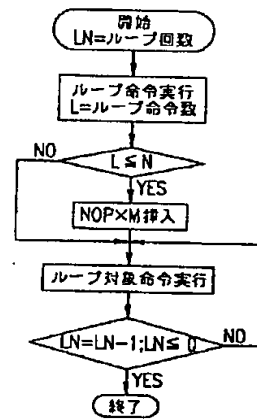 開始
LN=ループ回数
ループ命令実行
L=ループ命令数
NO
L≦N
YES
NOP×M挿入
ループ対象命令実行
LN=LN-1;LN≦0
NO
YES
終了